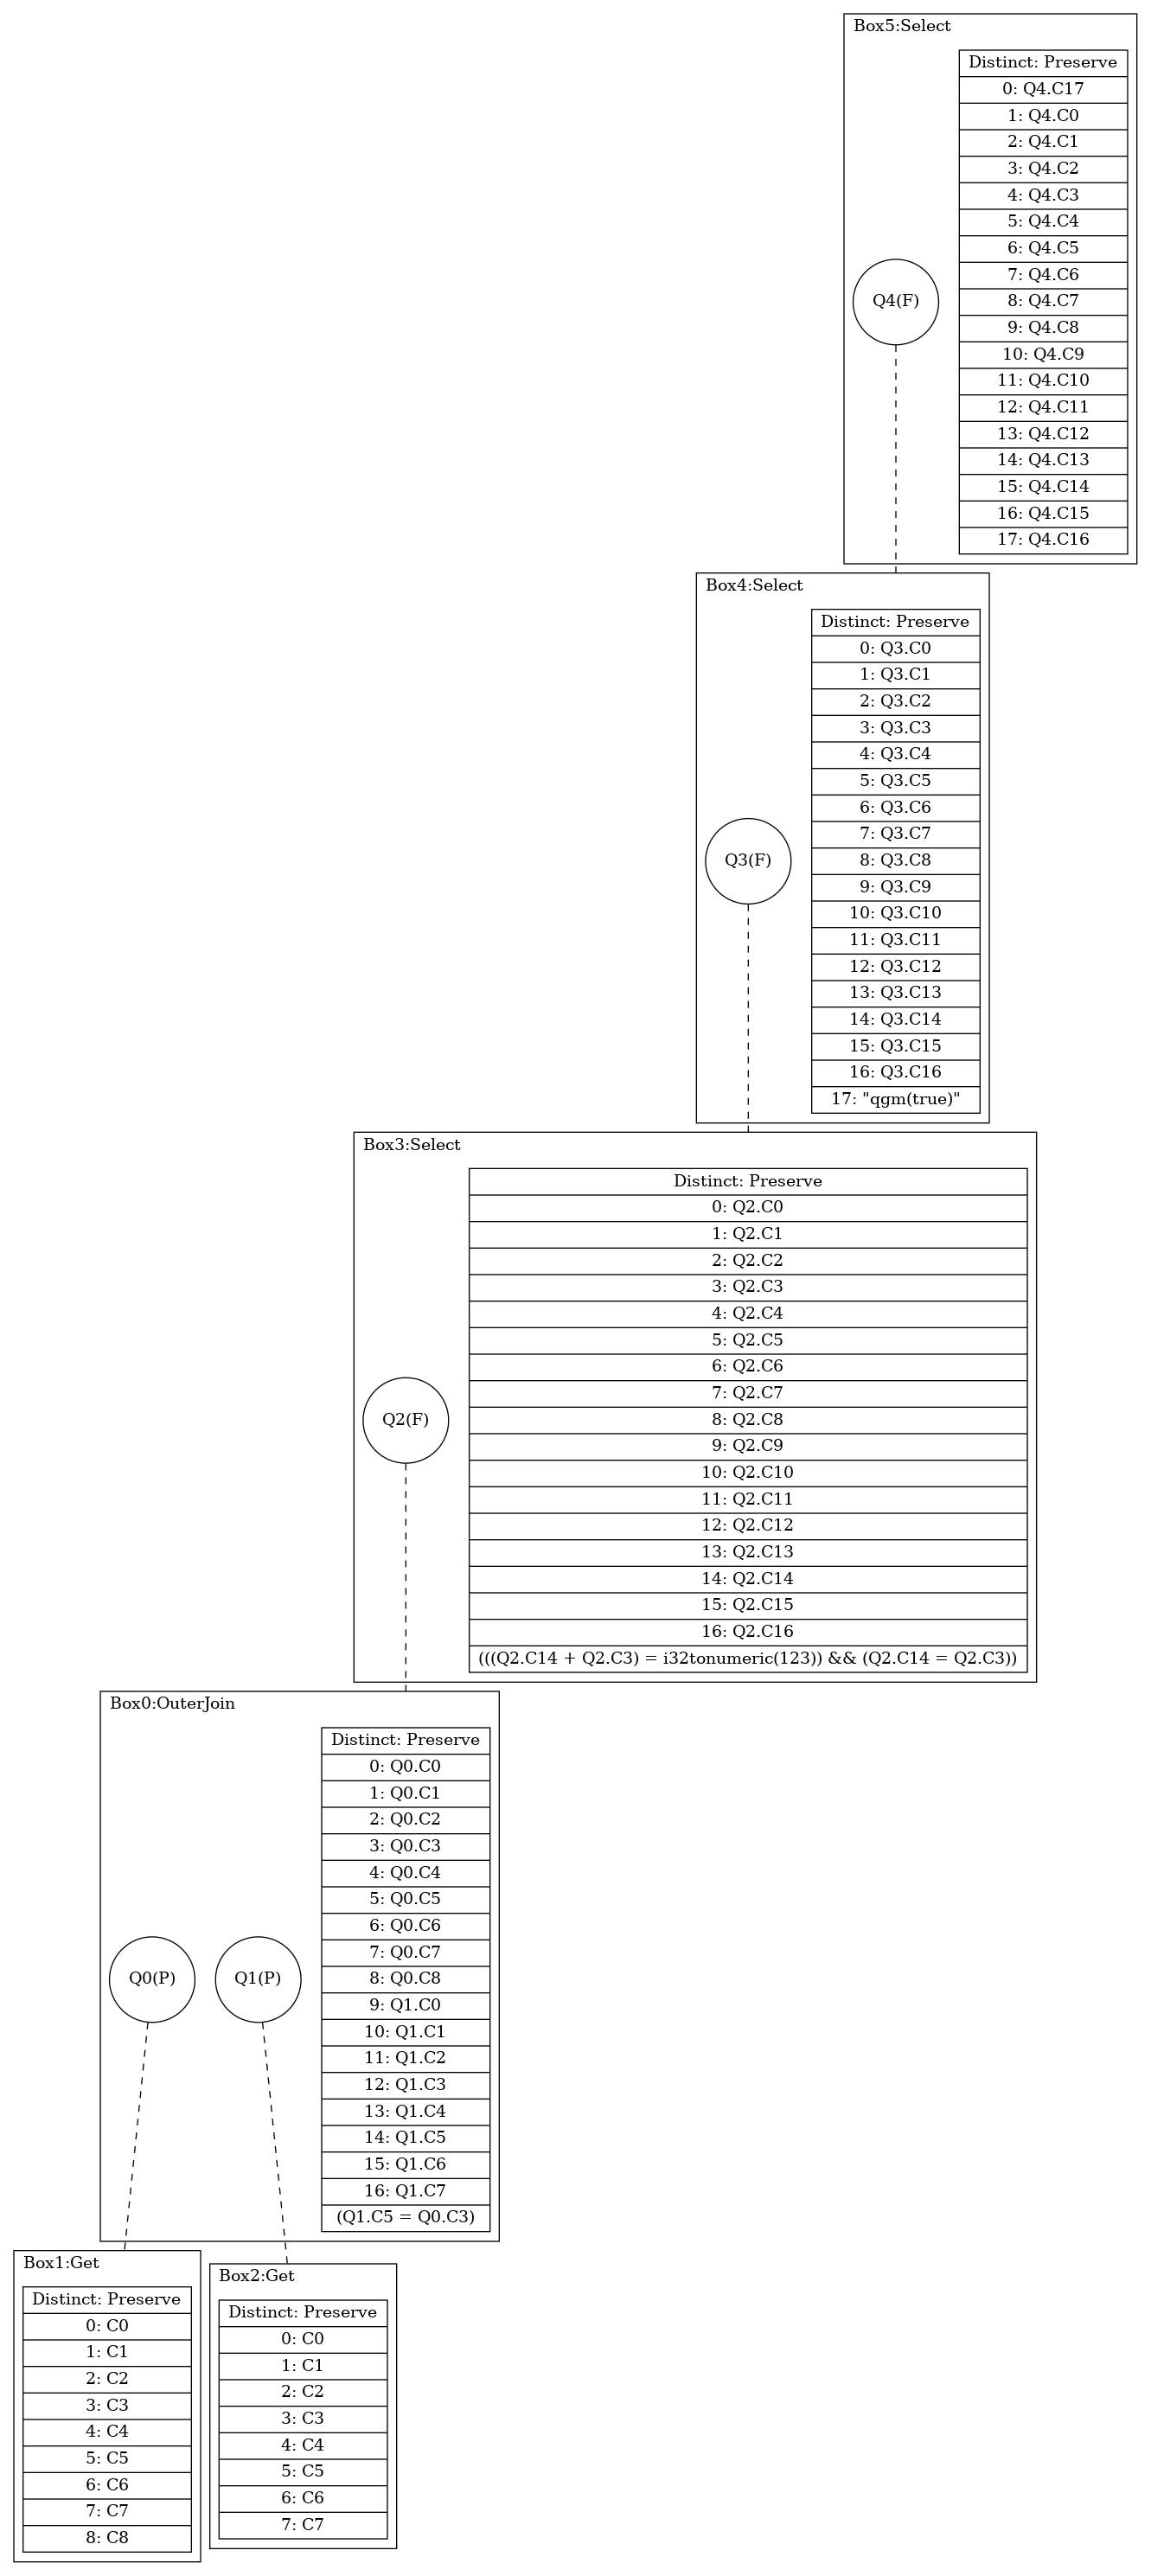 Box5:Select
Distinct: Preserve
0: Q4.C17
1: Q4.C0
2: Q4.C1
3: Q4.C2
4: Q4.C3
5: Q4.C4
6: Q4.C5
7: Q4.C6
8: Q4.C7
9: Q4.C8
10: Q4.C9
11: Q4.C10
12: Q4.C11
13: Q4.C12
14: Q4.C13
15: Q4.C14
16: Q4.C15
17: Q4.C16
Q4(F)
Box4:Select
Distinct: Preserve
0: Q3.C0
1: Q3.C1
2: Q3.C2
3: Q3.C3
4: Q3.C4
5: Q3.C5
6: Q3.C6
7: Q3.C7
8: Q3.C8
9: Q3.C9
10: Q3.C10
11: Q3.C11
12: Q3.C12
13: Q3.C13
14: Q3.C14
15: Q3.C15
16: Q3.C16
17: "qgm(true)"
Q3(F)
Box3:Select
Distinct: Preserve
0: Q2.C0
1: Q2.C1
2: Q2.C2
3: Q2.C3
4: Q2.C4
5: Q2.C5
6: Q2.C6
7: Q2.C7
8: Q2.C8
9: Q2.C9
10: Q2.C10
11: Q2.C11
12: Q2.C12
13: Q2.C13
14: Q2.C14
15: Q2.C15
16: Q2.C16
(((Q2.C14 + Q2.C3) = i32tonumeric(123)) && (Q2.C14 = Q2.C3))
Q2(F)
Box0:OuterJoin
Distinct: Preserve
0: Q0.C0
1: Q0.C1
2: Q0.C2
3: Q0.C3
4: Q0.C4
5: Q0.C5
6: Q0.C6
7: Q0.C7
8: Q0.C8
9: Q1.C0
10: Q1.C1
11: Q1.C2
12: Q1.C3
13: Q1.C4
14: Q1.C5
15: Q1.C6
16: Q1.C7
(Q1.C5 = Q0.C3)
Q0(P)
Q1(P)
Box1:Get
Distinct: Preserve
0: C0
1: C1
2: C2
3: C3
4: C4
5: C5
6: C6
7: C7
8: C8
Box2:Get
Distinct: Preserve
0: C0
1: C1
2: C2
3: C3
4: C4
5: C5
6: C6
7: C7